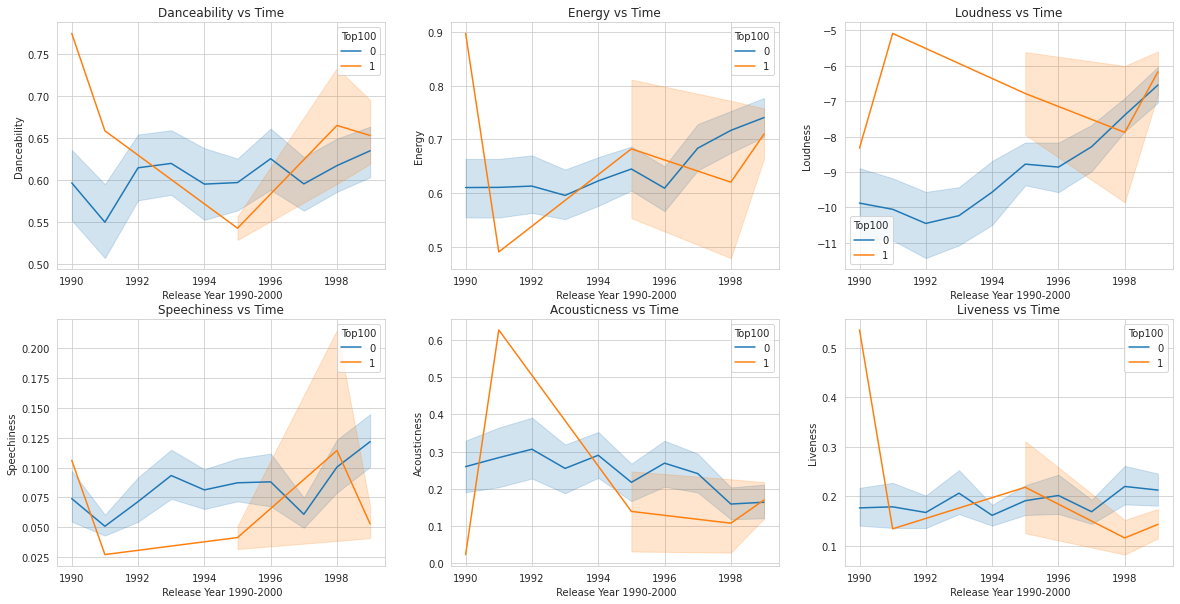 Danceability vs Time
Danceability
0.75
0.70
0.65
0.60
0.55
0.50
Top100
0
1
1990 1992 1994 1996 1998
Release Year 1990-2000
Energy vs Time
Energy
0.9
0.8
0.7
0.6
0.5
Top100
0
1
1990 1992 1994 1996 1998
Release Year 1990-2000
Loudness vs Time
Loudness
−5
−6
−7
−8
−9
−10
−11
Top100
0
1
1990 1992 1994 1996 1998
Release Year 1990-2000
Speechiness vs Time
Speechiness
0.200
0.175
0.150
0.125
0.100
0.075
0.050
0.025
Top100
0
1
1990 1992 1994 1996 1998
Release Year 1990-2000
Acousticness vs Time
Acousticness
0.6
0.5
0.4
0.3
0.2
0.1
0.0
Top100
0
1
1990 1992 1994 1996 1998
Release Year 1990-2000
Liveness vs Time
Liveness
0.5
0.4
0.3
0.2
0.1
Top100
0
1
1990 1992 1994 1996 1998
Release Year 1990-2000